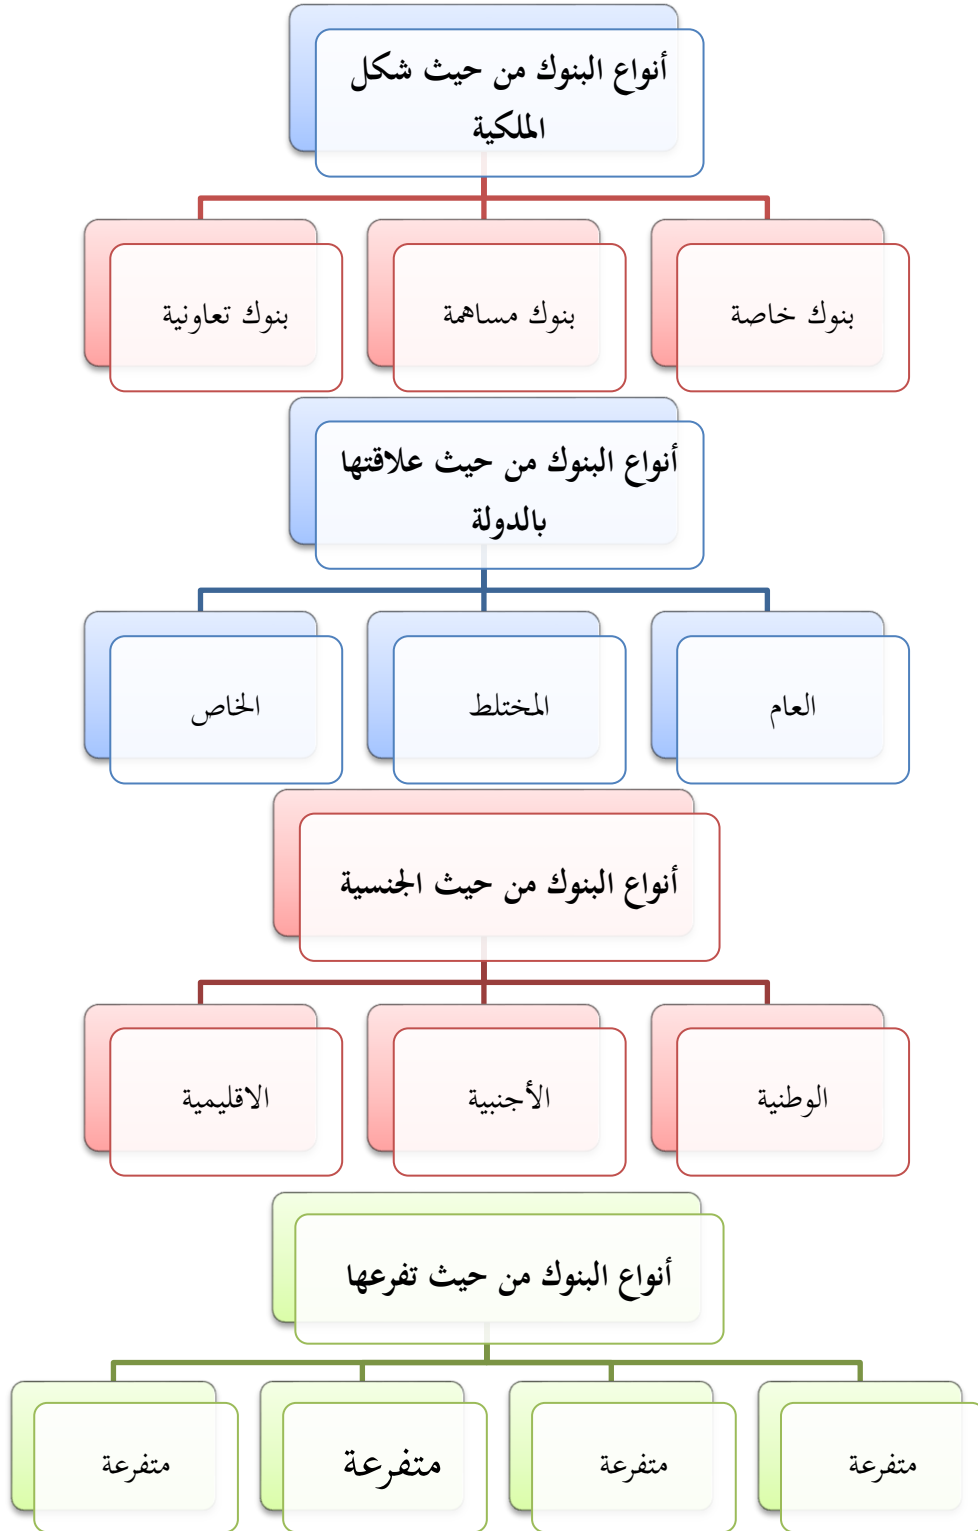 أنواع البنوك من حيث شكل
الملكية
بنوك خاصة
بنوك مساهمة
بنوك تعاونية
أنواع البنوك من حيث علاقتها
بالدولة
العام
المختلط
الخاص
أنواع البنوك من حيث الجنسية
الوطنية
الأجنبية
الاقليمية
أنواع البنوك من حيث تفرعها
متفرعة
متفرعة
متفرعة
متفرعة